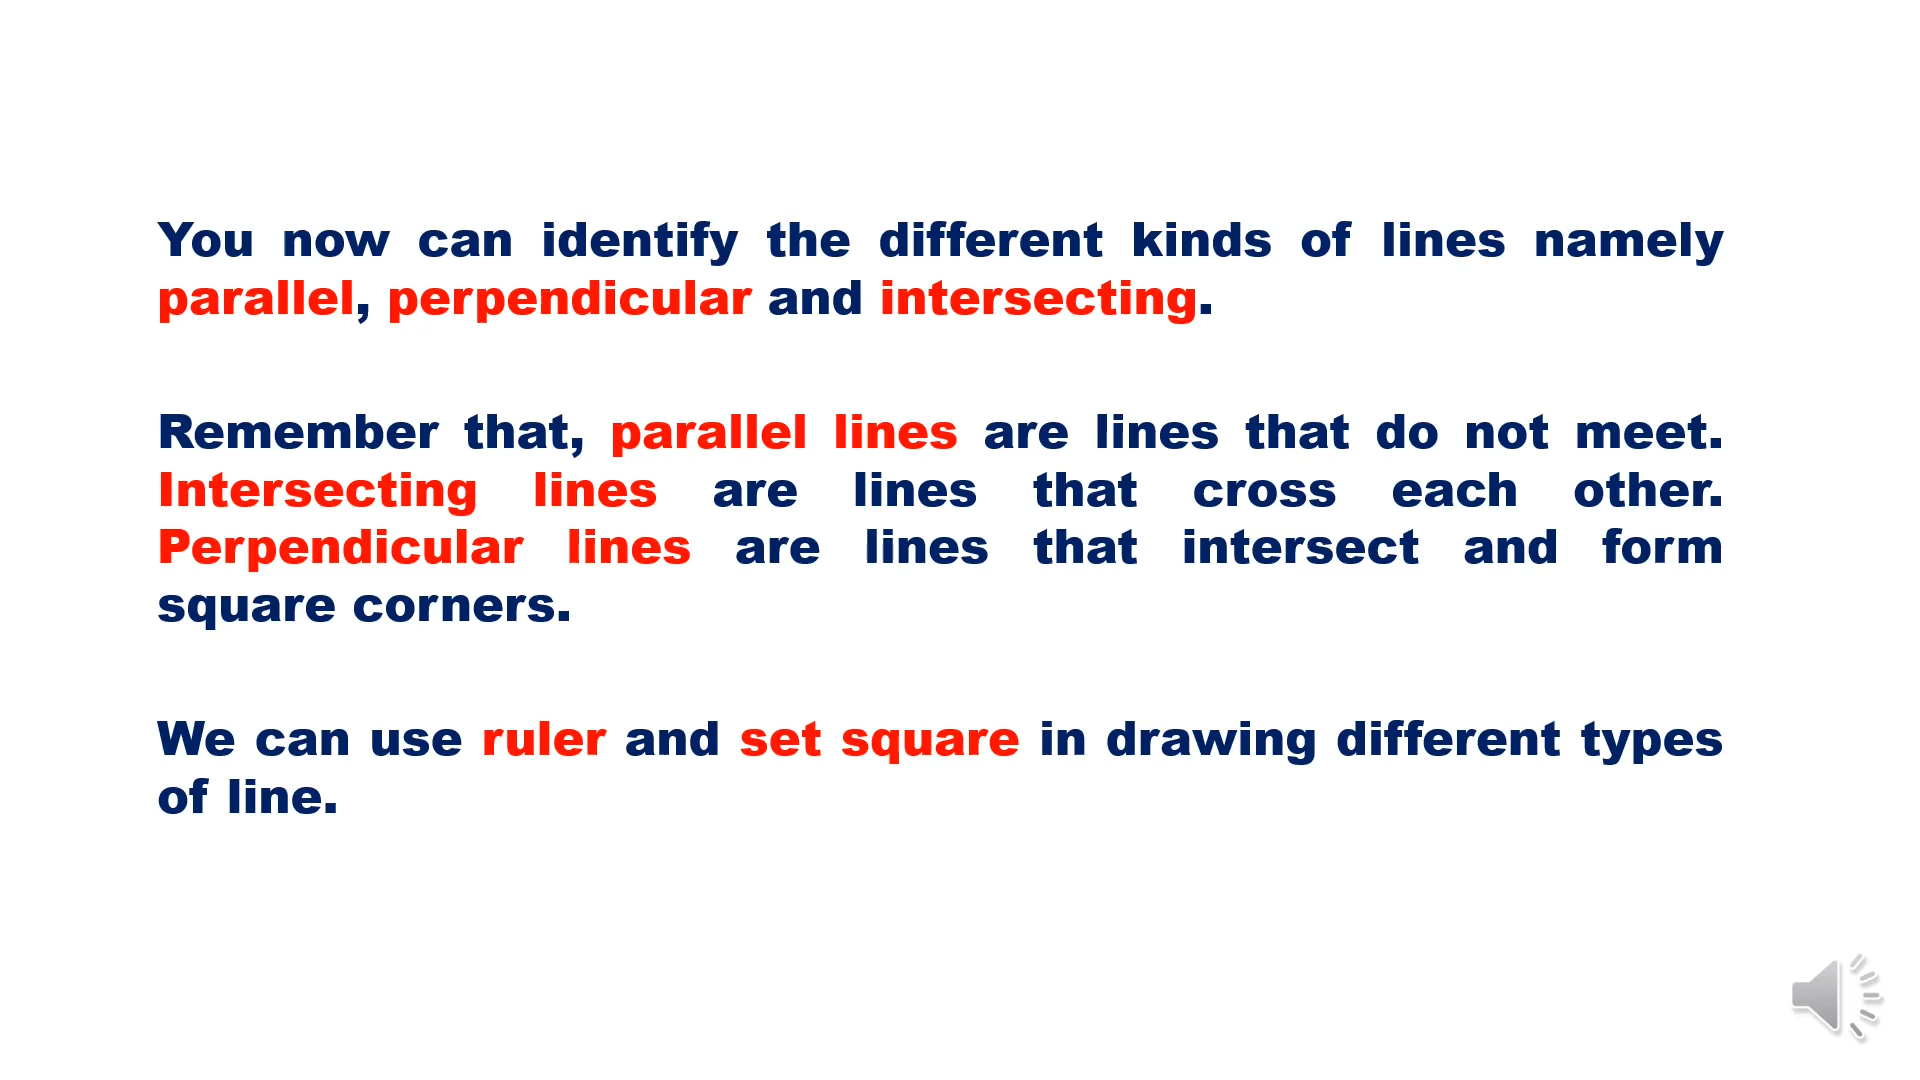 You now can identify the different kinds of lines namely
parallel, perpendicular and intersecting.
Remember that, parallel lines are lines that do not meet.
Intersecting lines are lines that cross each other.
Perpendicular lines are lines that intersect and form
square corners.
We can use ruler and set square in drawing different types
of line.